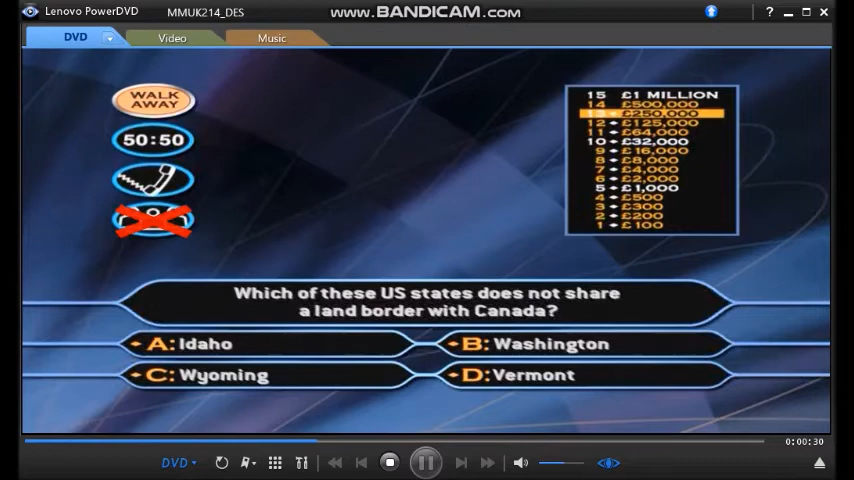 Lenovo PowerDVD
MMUK214_DES
www.BANDICAM.com
?
DVD
Video
Music
WALK
AWAY
50:50
15 £1 MILLION
14 £500,000
13 £250,000
12 £125,000
11 £64,000
10 £32,000
9 £16,000
8 £8,000
7 £4,000
6 £2,000
5 £1,000
4 £500
3 £300
2 £200
1 £100
Which of these US states does not share
a land border with Canada?
A: Idaho
B: Washington
C: Wyoming
D: Vermont
0:00:30
DVD